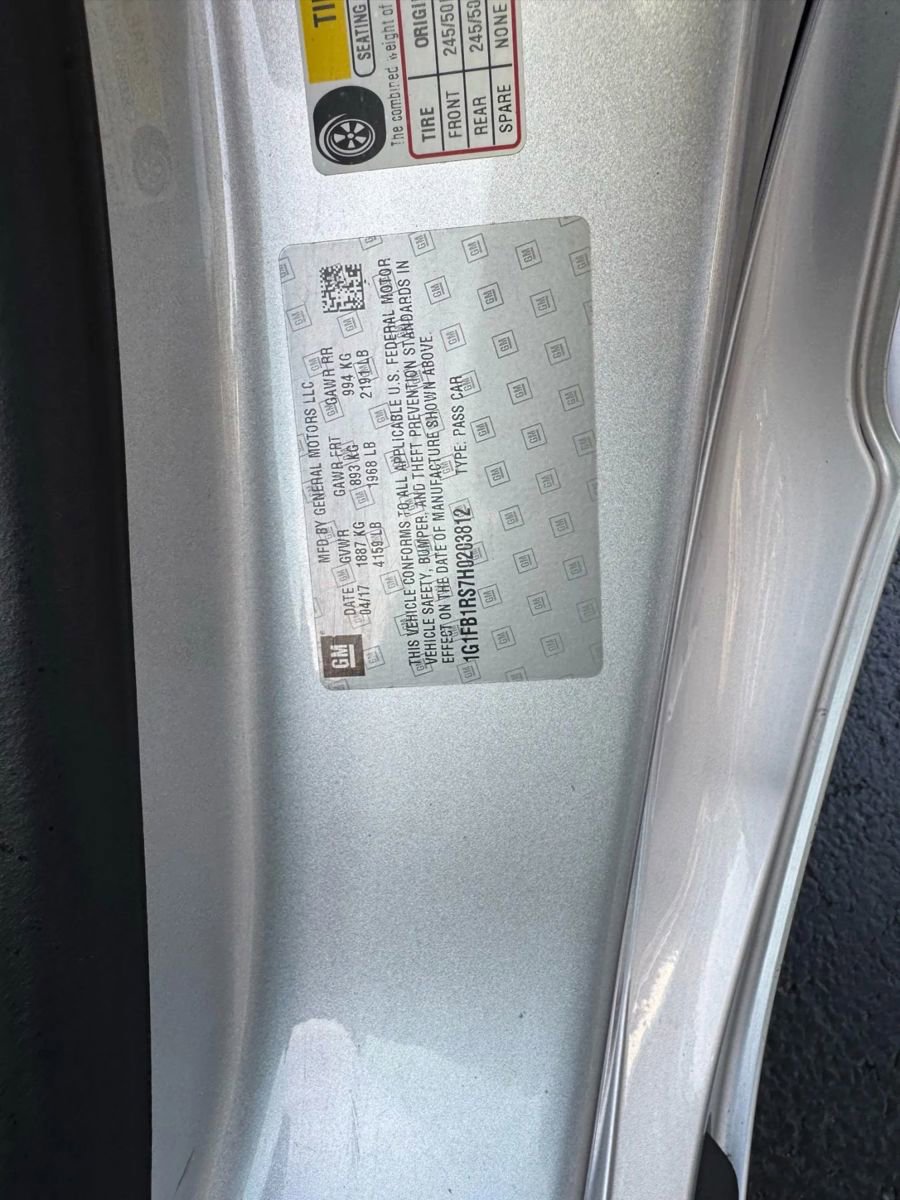 TI
SEATING
The combined weight of
TIRE ORIGI
FRONT 245/50
REAR 245/50
SPARE NONE
MFD BY GENERAL MOTORS LLC
DATE GVWR GAWR FRT GAWR RR
04/17 1887 KG 893 KG 994 KG
4159 LB 1968 LB 2191 LB
THIS VEHICLE CONFORMS TO ALL APPLICABLE U.S. FEDERAL MOTOR
VEHICLE SAFETY, BUMPER, AND THEFT PREVENTION STANDARDS IN
EFFECT ON THE DATE OF MANUFACTURE SHOWN ABOVE.
1G1FB1RS7H0203812 TYPE: PASS CAR
GM